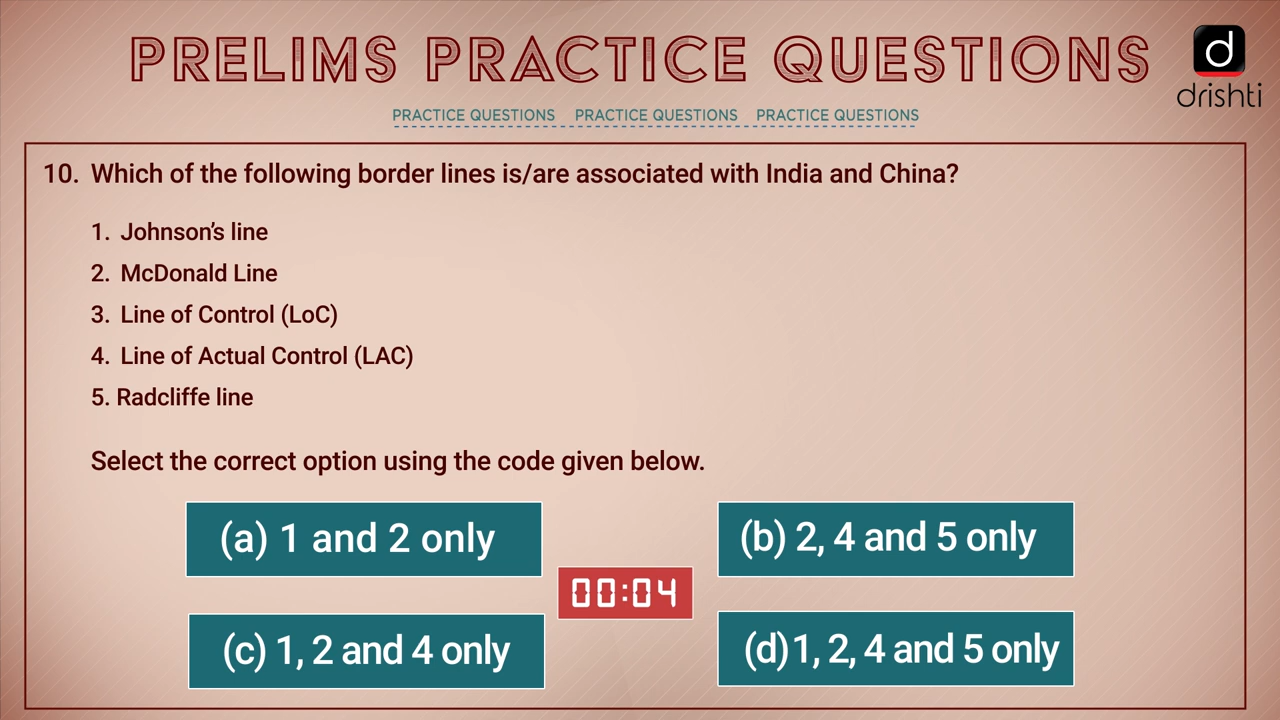 PRELIMS PRACTICE QUESTIONS
d
drishti
PRACTICE QUESTIONS PRACTICE QUESTIONS PRACTICE QUESTIONS
10. Which of the following border lines is/are associated with India and China?
1. Johnson’s line
2. McDonald Line
3. Line of Control (LoC)
4. Line of Actual Control (LAC)
5. Radcliffe line
Select the correct option using the code given below.
(a) 1 and 2 only
(b) 2, 4 and 5 only
00:04
(c) 1, 2 and 4 only
(d) 1, 2, 4 and 5 only